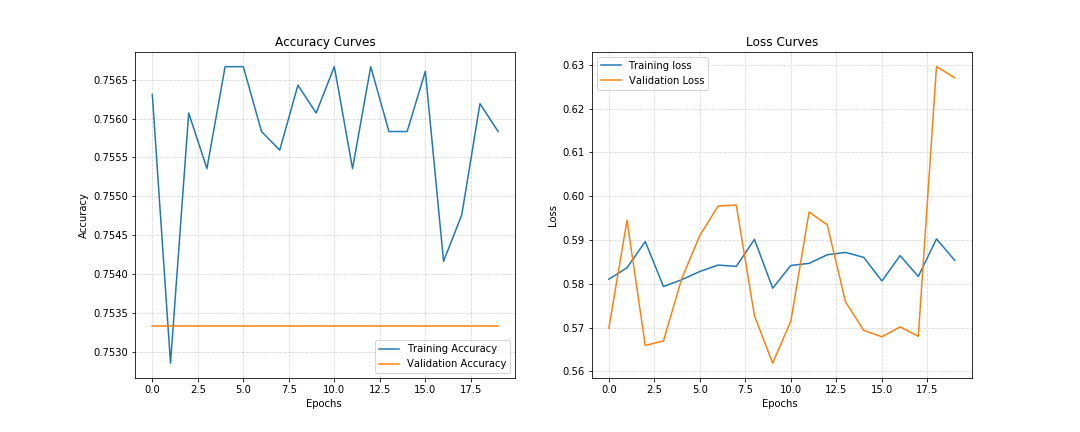 Accuracy Curves
Accuracy
0.7565
0.7560
0.7555
0.7550
0.7545
0.7540
0.7535
0.7530
Training Accuracy
Validation Accuracy
0.0 2.5 5.0 7.5 10.0 12.5 15.0 17.5
Epochs
Loss Curves
Loss
0.63
0.62
0.61
0.60
0.59
0.58
0.57
0.56
Training loss
Validation Loss
0.0 2.5 5.0 7.5 10.0 12.5 15.0 17.5
Epochs